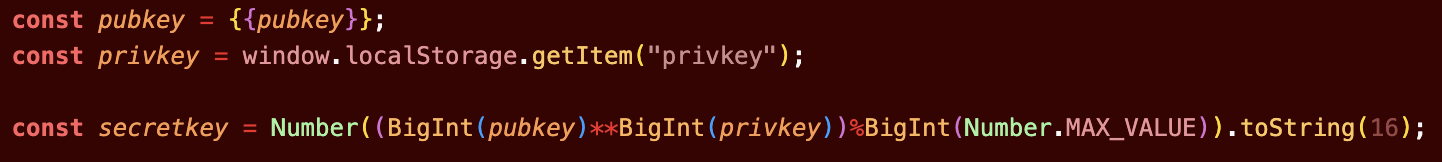 const pubkey = {{pubkey}};
const privkey = window.localStorage.getItem("privkey");
const secretkey = Number((BigInt(pubkey)**BigInt(privkey))%BigInt(Number.MAX_VALUE)).toString(16);